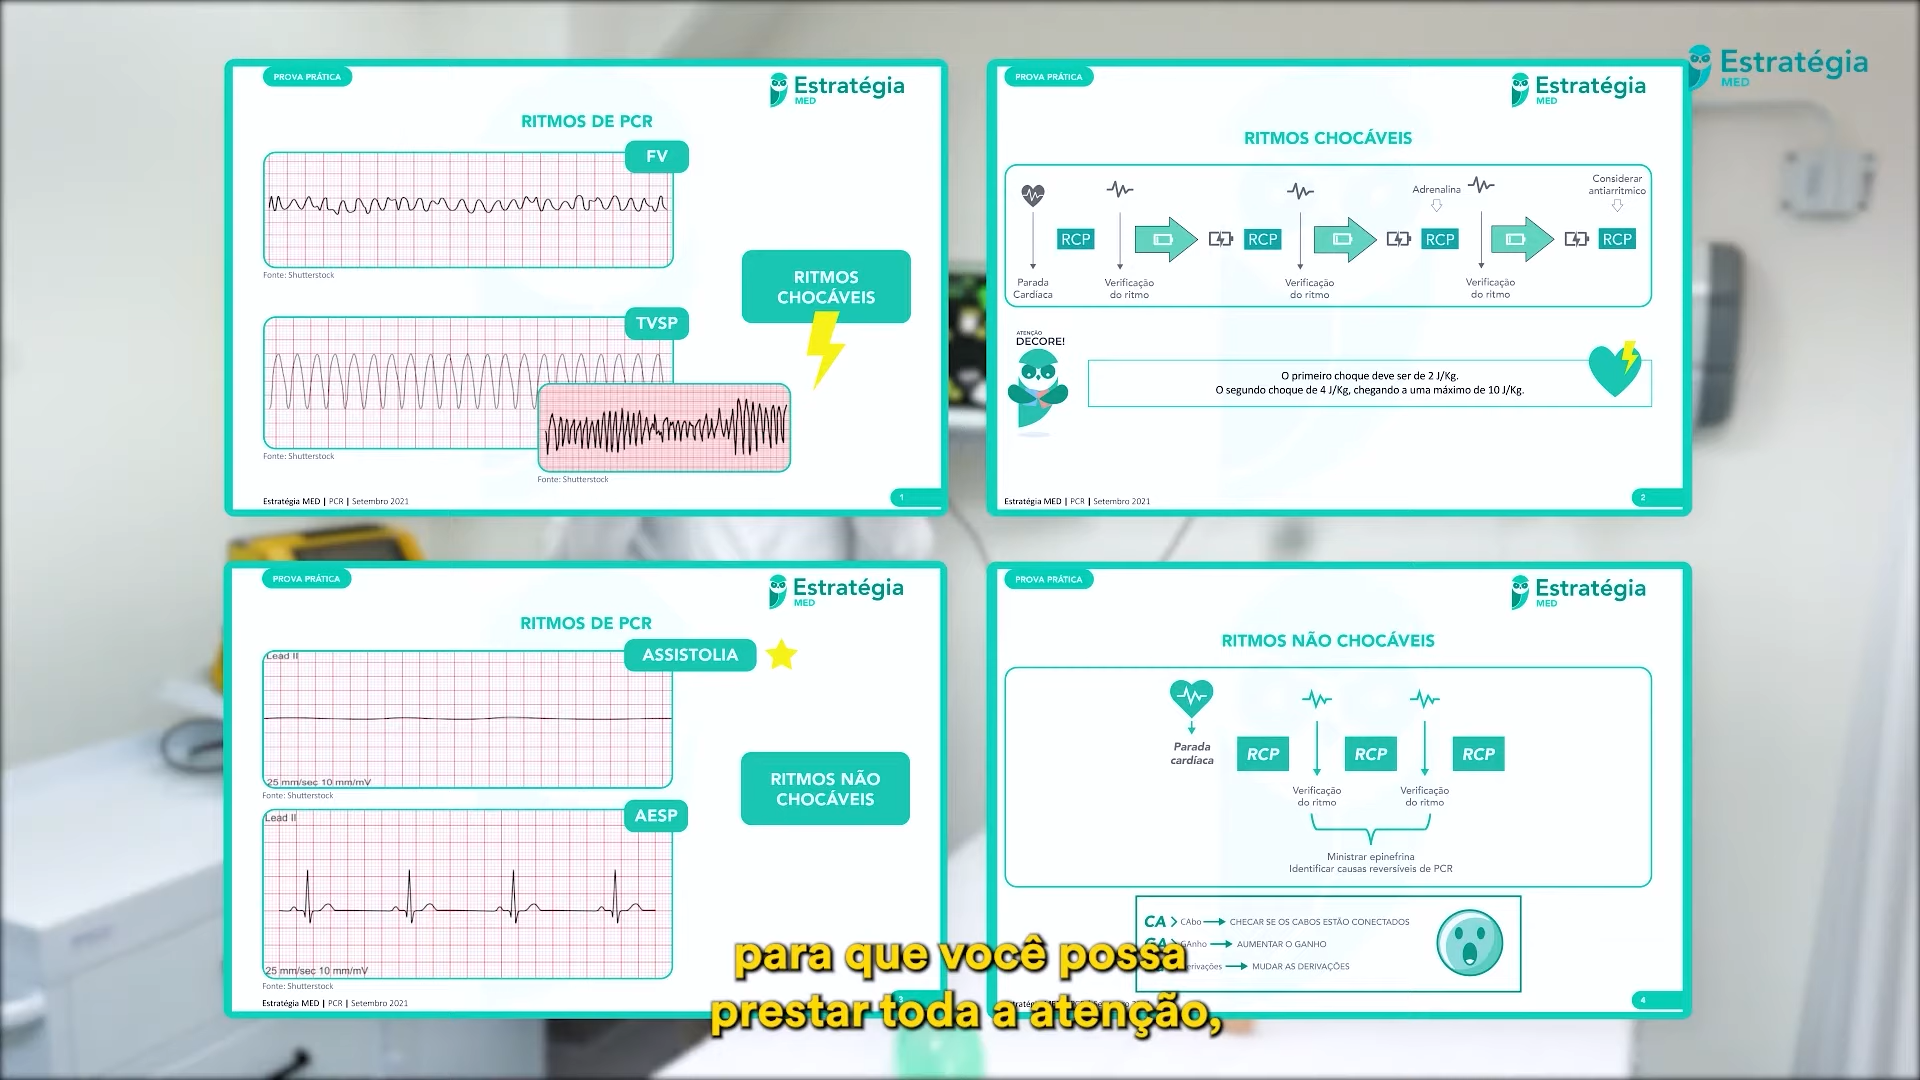 Estratégia
MED
PROVA PRÁTICA
Estratégia
MED
RITMOS DE PCR
FV
Fonte: Shutterstock
RITMOS
CHOCÁVEIS
TVSP
Fonte: Shutterstock
Fonte: Shutterstock
Estratégia MED | PCR | Setembro 2021
1
PROVA PRÁTICA
Estratégia
MED
RITMOS CHOCÁVEIS
Adrenalina
Considerar
antiarritmico
RCP
RCP
RCP
RCP
Parada
Cardíaca
Verificação
do ritmo
Verificação
do ritmo
Verificação
do ritmo
ATENÇÃO
DECORE!
O primeiro choque deve ser de 2 J/Kg.
O segundo choque de 4 J/Kg, chegando a uma máximo de 10 J/Kg.
Estratégia MED | PCR | Setembro 2021
2
PROVA PRÁTICA
Estratégia
MED
RITMOS DE PCR
ASSISTOLIA
Lead II
25 mm/sec 10 mm/mV
Fonte: Shutterstock
RITMOS NÃO
CHOCÁVEIS
AESP
Lead II
25 mm/sec 10 mm/mV
Fonte: Shutterstock
Estratégia MED | PCR | Setembro 2021
3
PROVA PRÁTICA
Estratégia
MED
RITMOS NÃO CHOCÁVEIS
Parada
cardíaca
RCP
RCP
RCP
Verificação
do ritmo
Verificação
do ritmo
Ministrar epinefrina
Identificar causas reversíveis de PCR
CA > CAbo → CHECAR SE OS CABOS ESTÃO CONECTADOS
GAnho → AUMENTAR O GANHO
→ MUDAR AS DERIVAÇÕES
4
para que você possa
prestar toda a atenção,